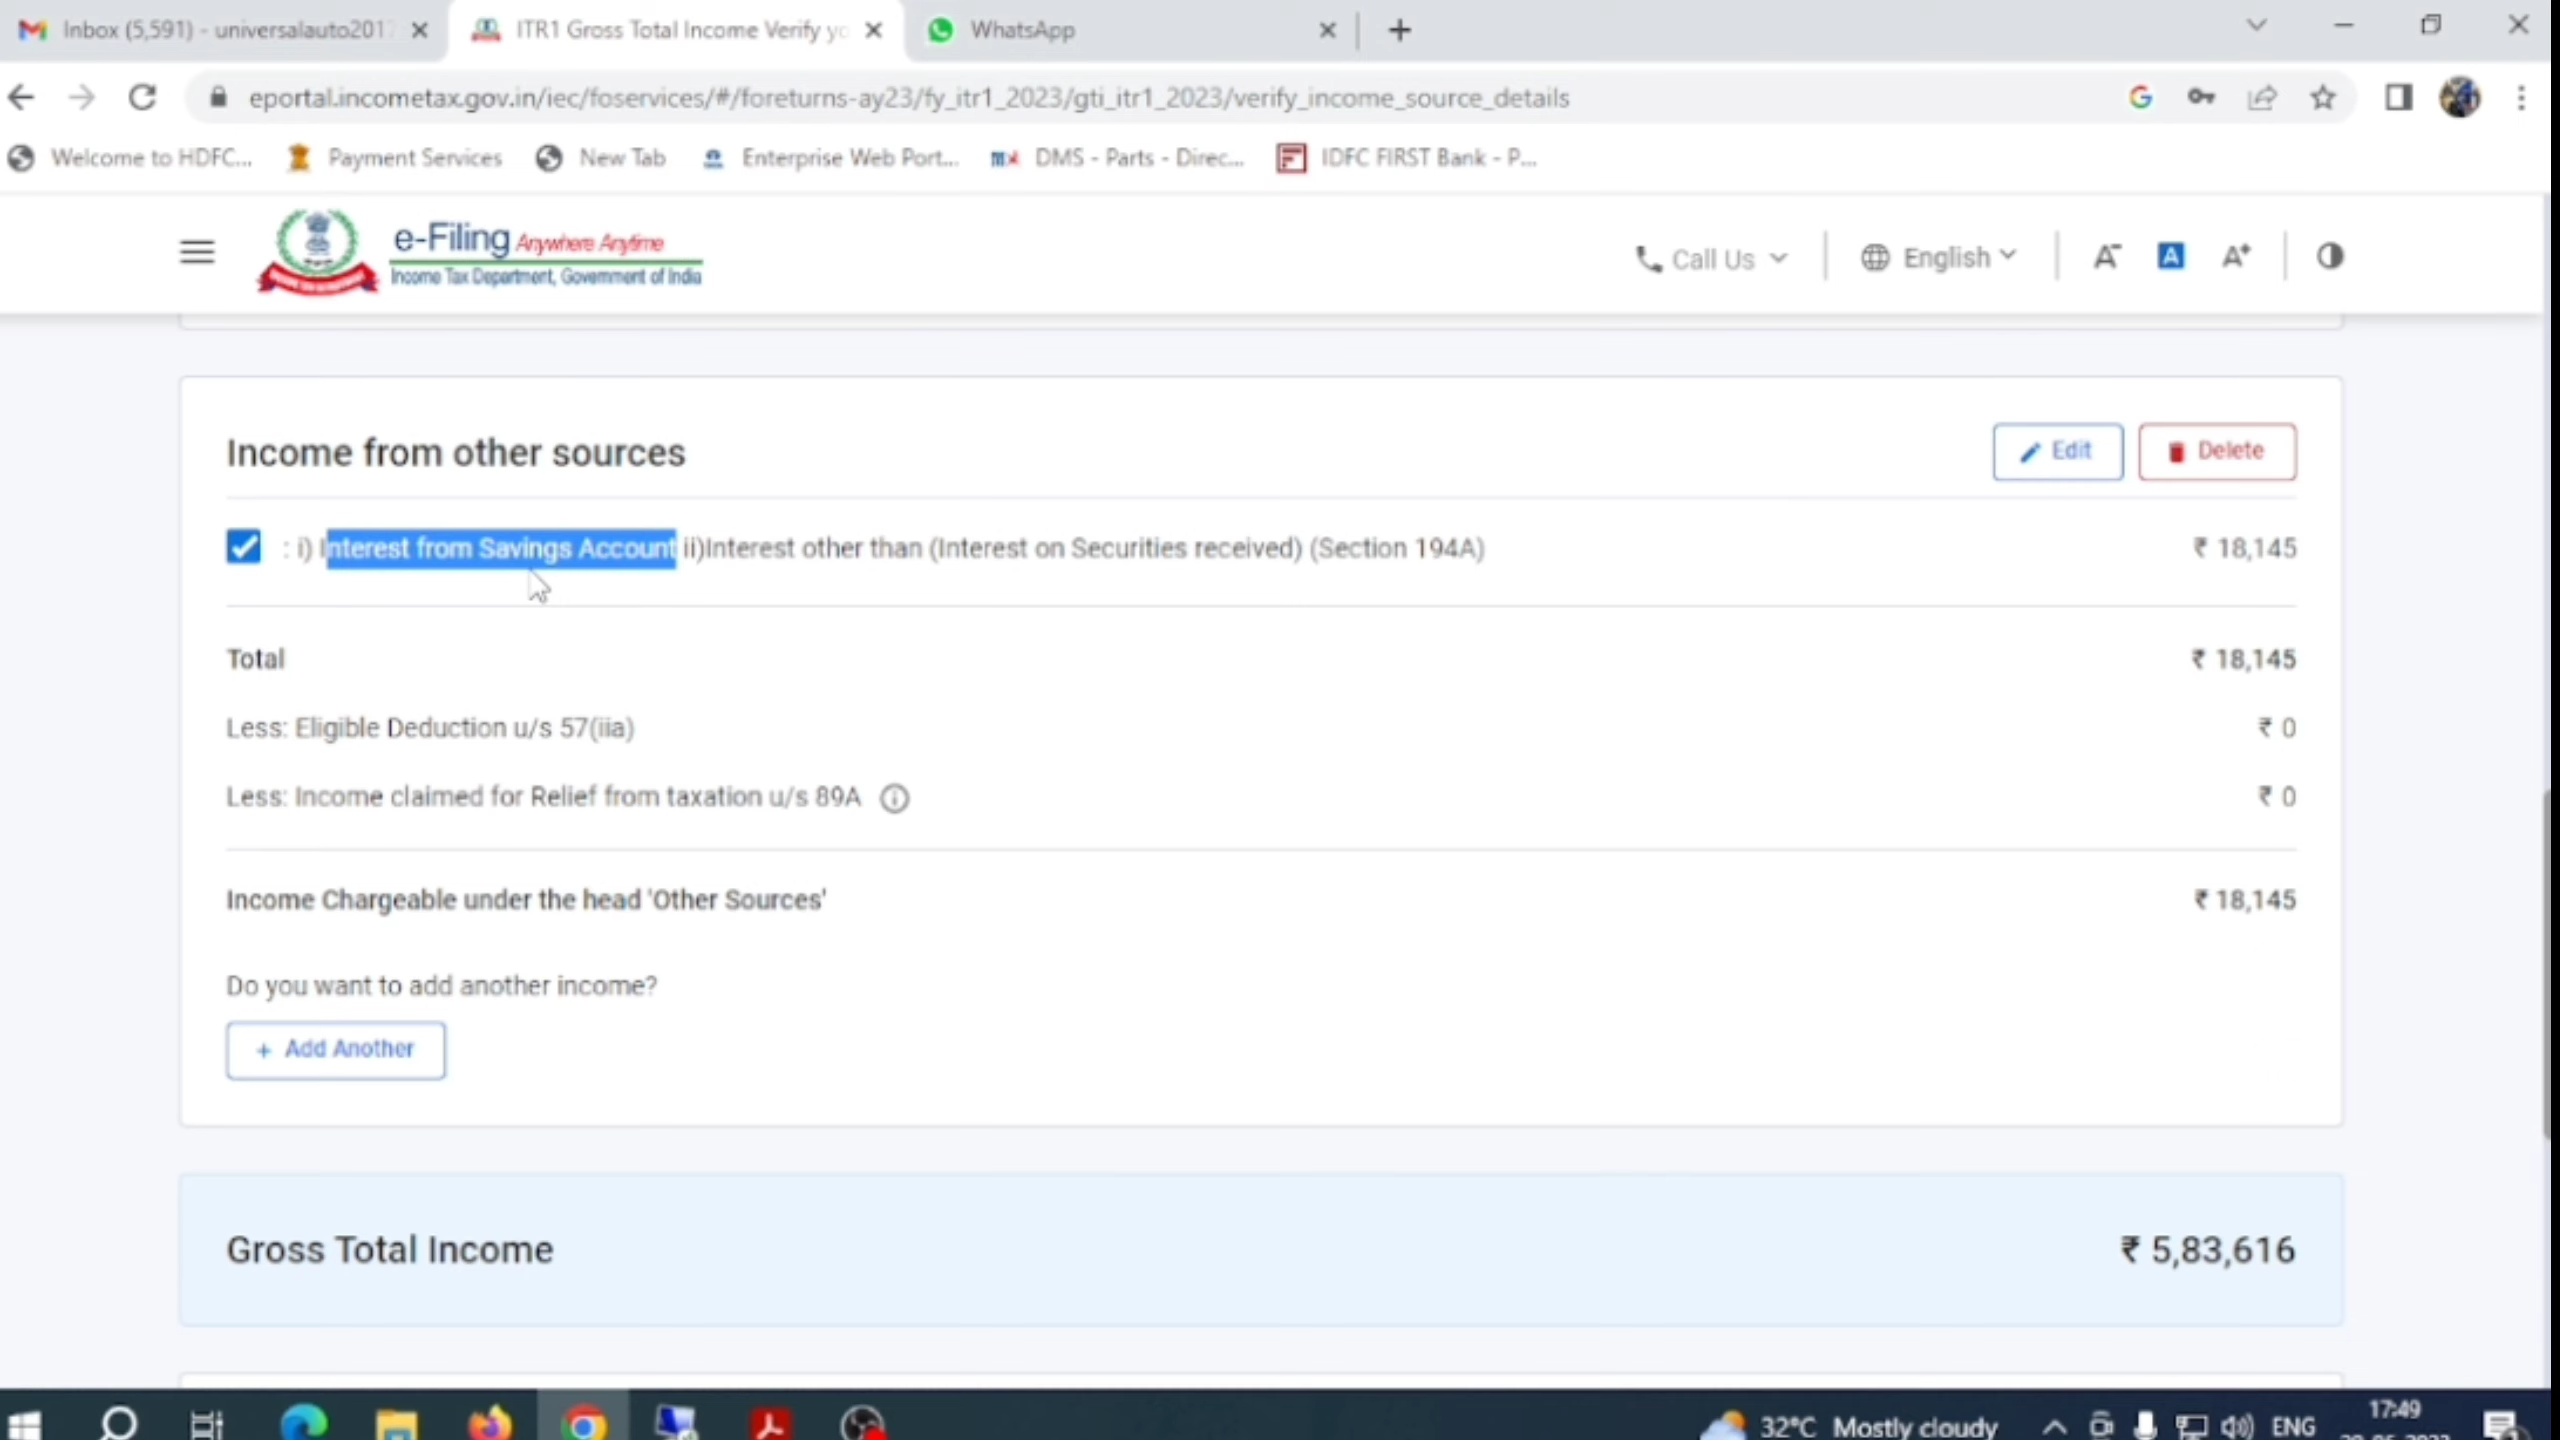 Inbox (5,591) - universalauto201
ITR1 Gross Total Income Verify yo
WhatsApp
eportal.incometax.gov.in/iec/foservices/#/foreturns-ay23/fy_itr1_2023/gti_itr1_2023/verify_income_source_details
Welcome to HDFC...
Payment Services
New Tab
Enterprise Web Port...
DMS - Parts - Direc...
IDFC FIRST Bank - P...
e-Filing Anywhere Anytime
Income Tax Department, Government of India
Call Us
English
A-
A
A+
Income from other sources
Edit
Delete
: i) Interest from Savings Account ii)Interest other than (Interest on Securities received) (Section 194A)
₹ 18,145
Total
₹ 18,145
Less: Eligible Deduction u/s 57(iia)
₹ 0
Less: Income claimed for Relief from taxation u/s 89A
₹ 0
Income Chargeable under the head 'Other Sources'
₹ 18,145
Do you want to add another income?
+ Add Another
Gross Total Income
₹ 5,83,616
32°C Mostly cloudy
ENG
17:49